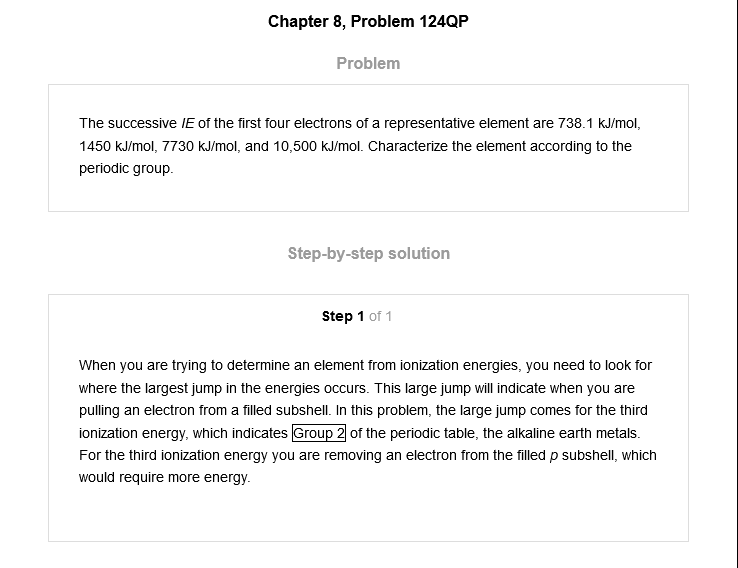 Chapter 8, Problem 124QP
Problem
The successive IE of the first four electrons of a representative element are 738.1 kJ/mol,
1450 kJ/mol, 7730 kJ/mol, and 10,500 kJ/mol. Characterize the element according to the
periodic group.
Step-by-step solution
Step 1 of 1
When you are trying to determine an element from ionization energies, you need to look for
where the largest jump in the energies occurs. This large jump will indicate when you are
pulling an electron from a filled subshell. In this problem, the large jump comes for the third
ionization energy, which indicates Group 2 of the periodic table, the alkaline earth metals.
For the third ionization energy you are removing an electron from the filled p subshell, which
would require more energy.